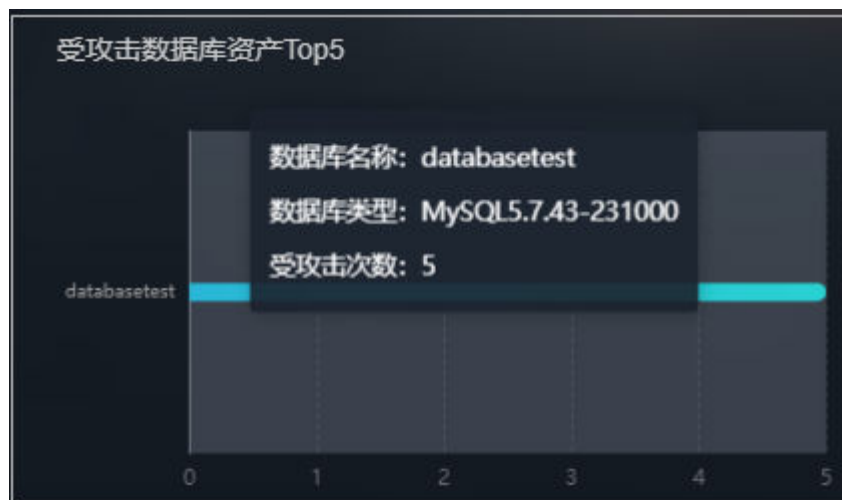 受攻击数据库资产Top5
数据库名称：databasetest
数据库类型：MySQL5.7.43-231000
受攻击次数：5
databasetest
0 1 2 3 4 5